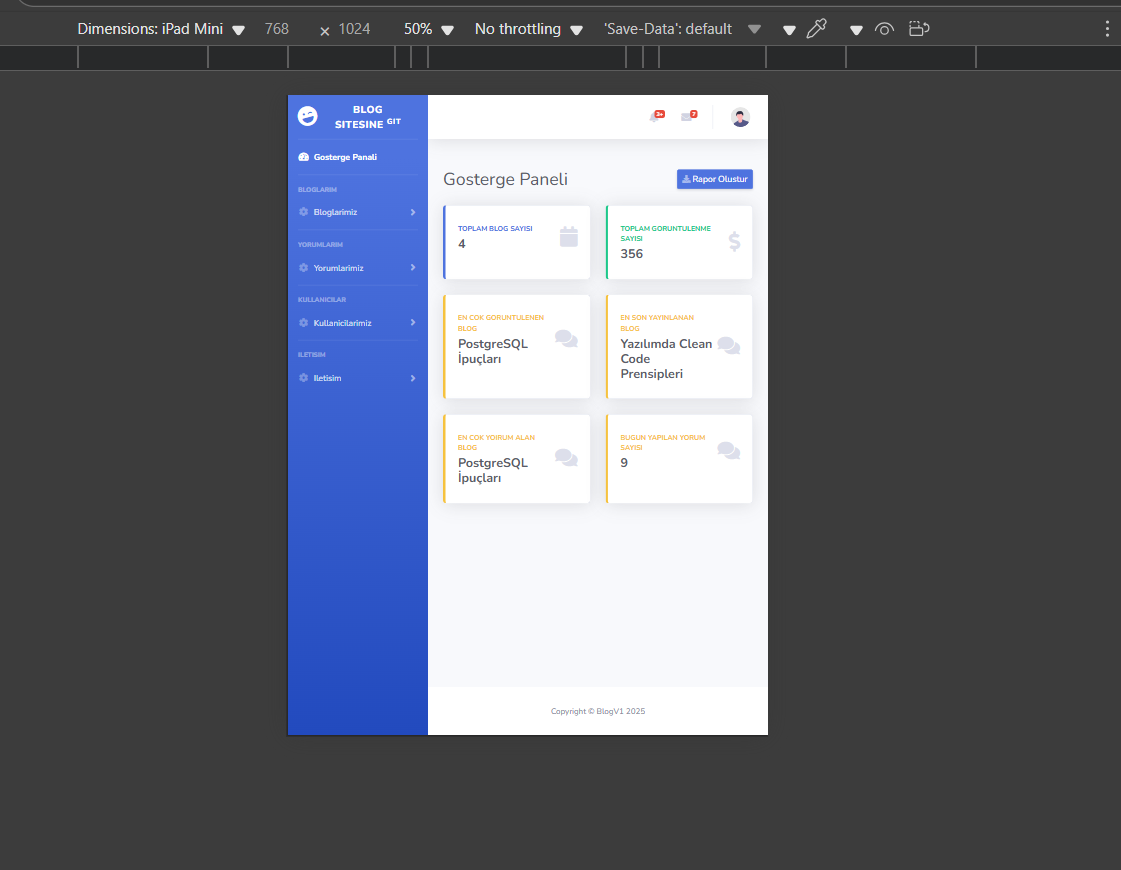 Dimensions: iPad Mini 768 × 1024 50% No throttling 'Save-Data': default
BLOG
SITESINE GIT
3+ 7
Gosterge Panali
BLOGLARIM
Bloglarimiz
YORUMLARIM
Yorumlarimiz
KULLANICILAR
Kullanicilarimiz
ILETISIM
Iletisim
Gosterge Paneli
Rapor Olustur
TOPLAM BLOG SAYISI
4
TOPLAM GORUNTULENME
SAYISI
356
EN COK GORUNTULENEN
BLOG
PostgreSQL
İpuçları
EN SON YAYINLANAN
BLOG
Yazılımda Clean
Code
Prensipleri
EN COK YOIRUM ALAN
BLOG
PostgreSQL
İpuçları
BUGUN YAPILAN YORUM
SAYISI
9
Copyright © BlogV1 2025